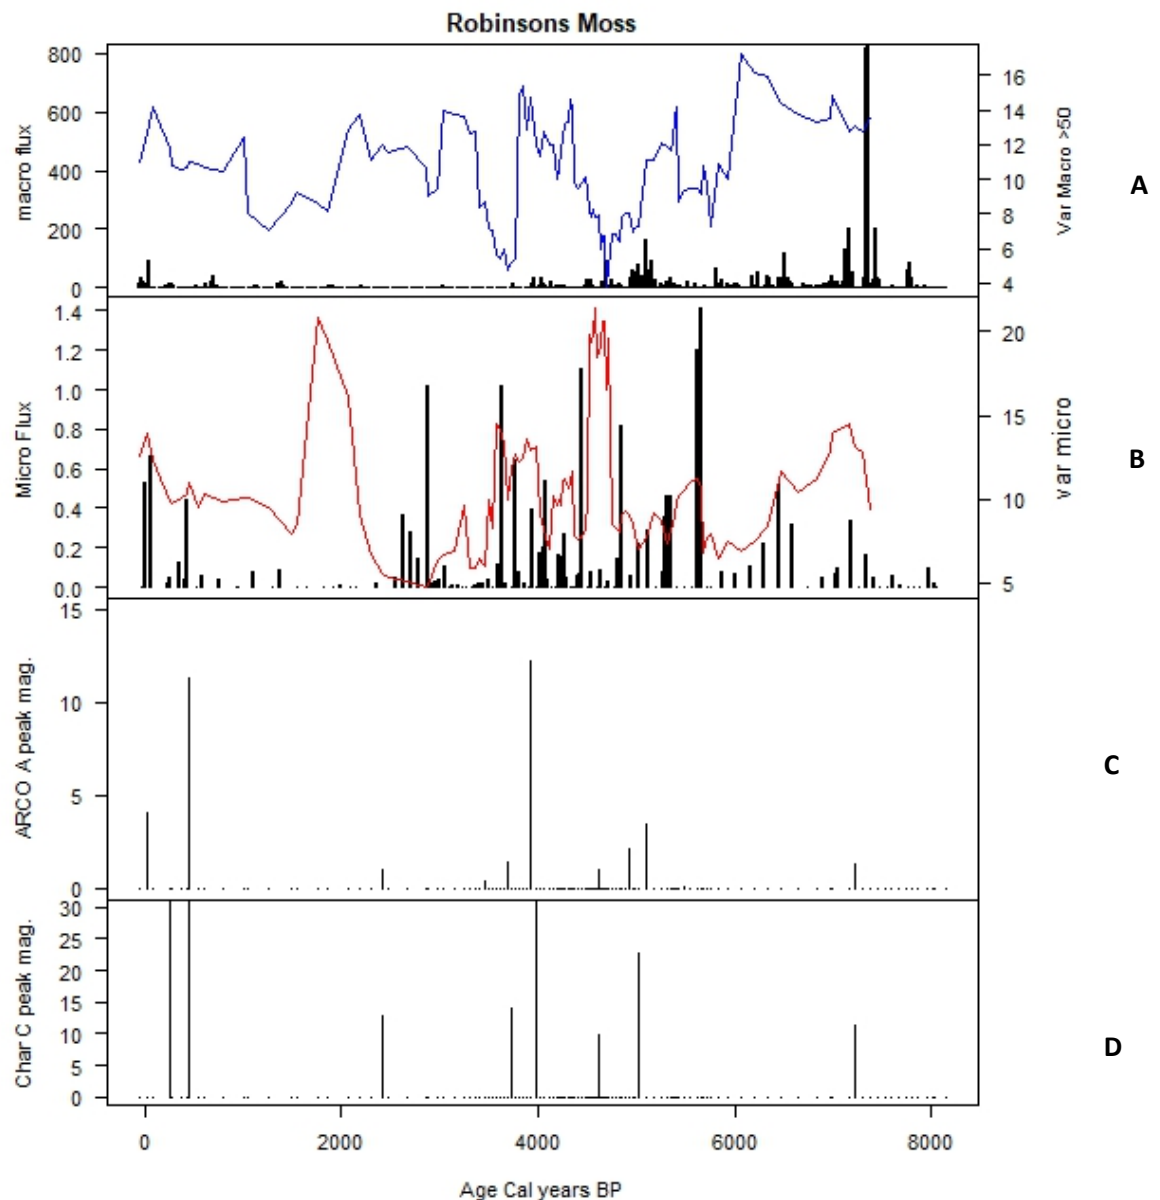 Robinsons Moss
macro flux
800
600
400
200
0
16
14
12
10
8
6
4
Var Macro >50
A
Micro Flux
1.4
1.2
1.0
0.8
0.6
0.4
0.2
0.0
20
15
10
5
var micro
B
ARCO A peak mag.
15
10
5
0
C
Char C peak mag.
30
25
20
15
10
5
0
D
0 2000 4000 6000 8000
Age Cal years BP